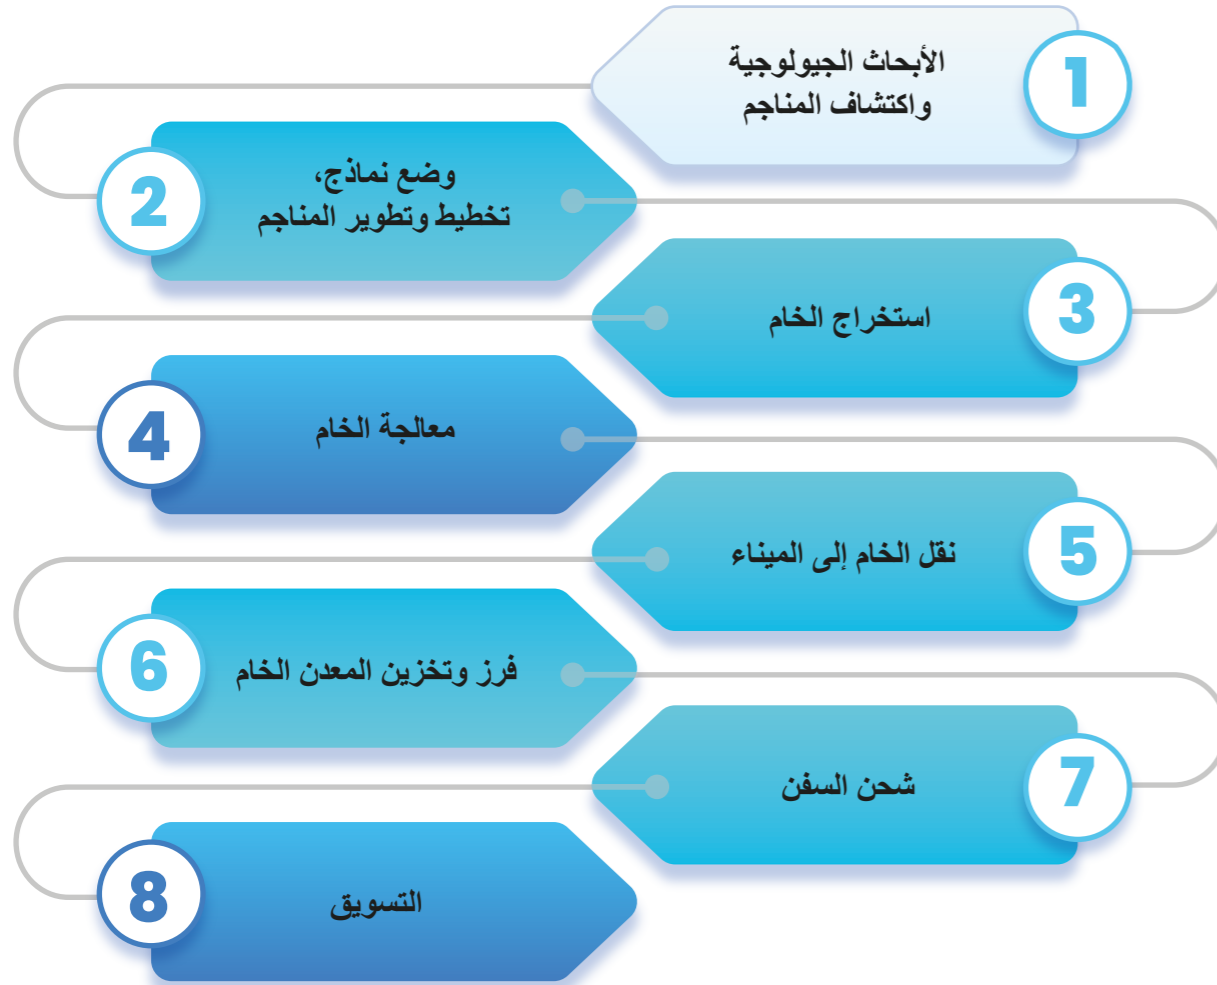 1
الأبحاث الجيولوجية
واكتشاف المناجم
2
وضع نماذج،
تخطيط وتطوير المناجم
3
استخراج الخام
4
معالجة الخام
5
نقل الخام إلى الميناء
6
فرز وتخزين المعدن الخام
7
شحن السفن
8
التسويق